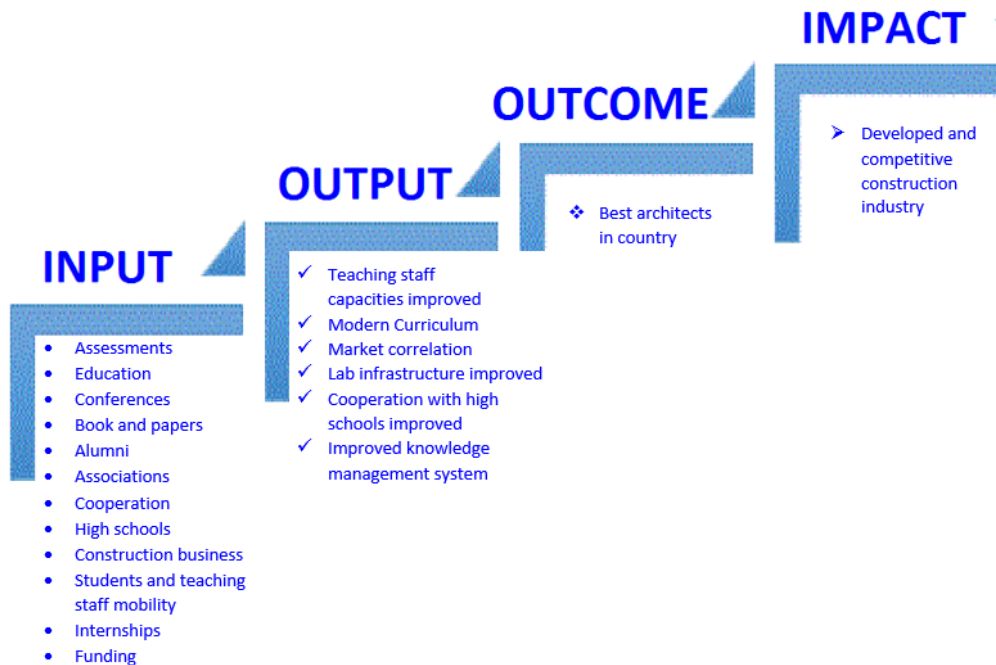 INPUT
• Assessments
• Education
• Conferences
• Book and papers
• Alumni
• Associations
• Cooperation
• High schools
• Construction business
• Students and teaching
staff mobility
• Internships
• Funding
OUTPUT
✓ Teaching staff
capacities improved
✓ Modern Curriculum
✓ Market correlation
✓ Lab infrastructure improved
✓ Cooperation with high
schools improved
✓ Improved knowledge
management system
OUTCOME
❖ Best architects
in country
IMPACT
➢ Developed and
competitive
construction
industry